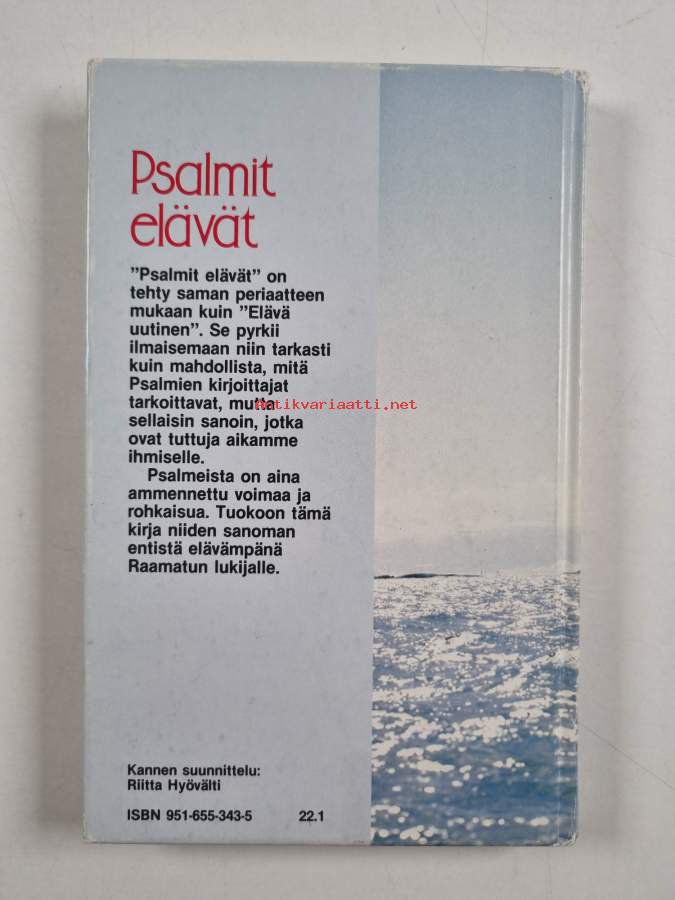 Psalmit
elävät
”Psalmit elävät” on
tehty saman periaatteen
mukaan kuin ”Elävä
uutinen”. Se pyrkii
ilmaisemaan niin tarkasti
kuin mahdollista, mitä
Psalmien kirjoittajat
tarkoittavat, mutta
Antikvariaatti.net
sellaisin sanoin, jotka
ovat tuttuja aikamme
ihmiselle.
Psalmeista on aina
ammennettu voimaa ja
rohkaisua. Tuokoon tämä
kirja niiden sanoman
entistä elävämpänä
Raamatun lukijalle.
Kannen suunnittelu:
Riitta Hyövälti
ISBN 951-655-343-5 22.1